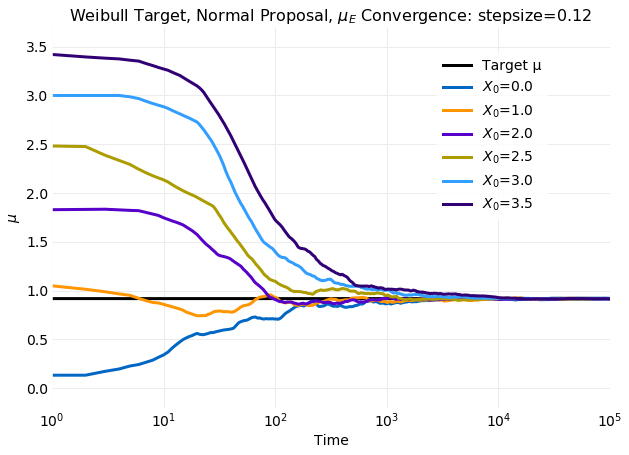 Weibull Target, Normal Proposal, μ_E Convergence: stepsize=0.12
3.5
3.0
2.5
2.0
1.5
1.0
0.5
0.0
μ
Target μ
X₀=0.0
X₀=1.0
X₀=2.0
X₀=2.5
X₀=3.0
X₀=3.5
10⁰ 10¹ 10² 10³ 10⁴ 10⁵
Time